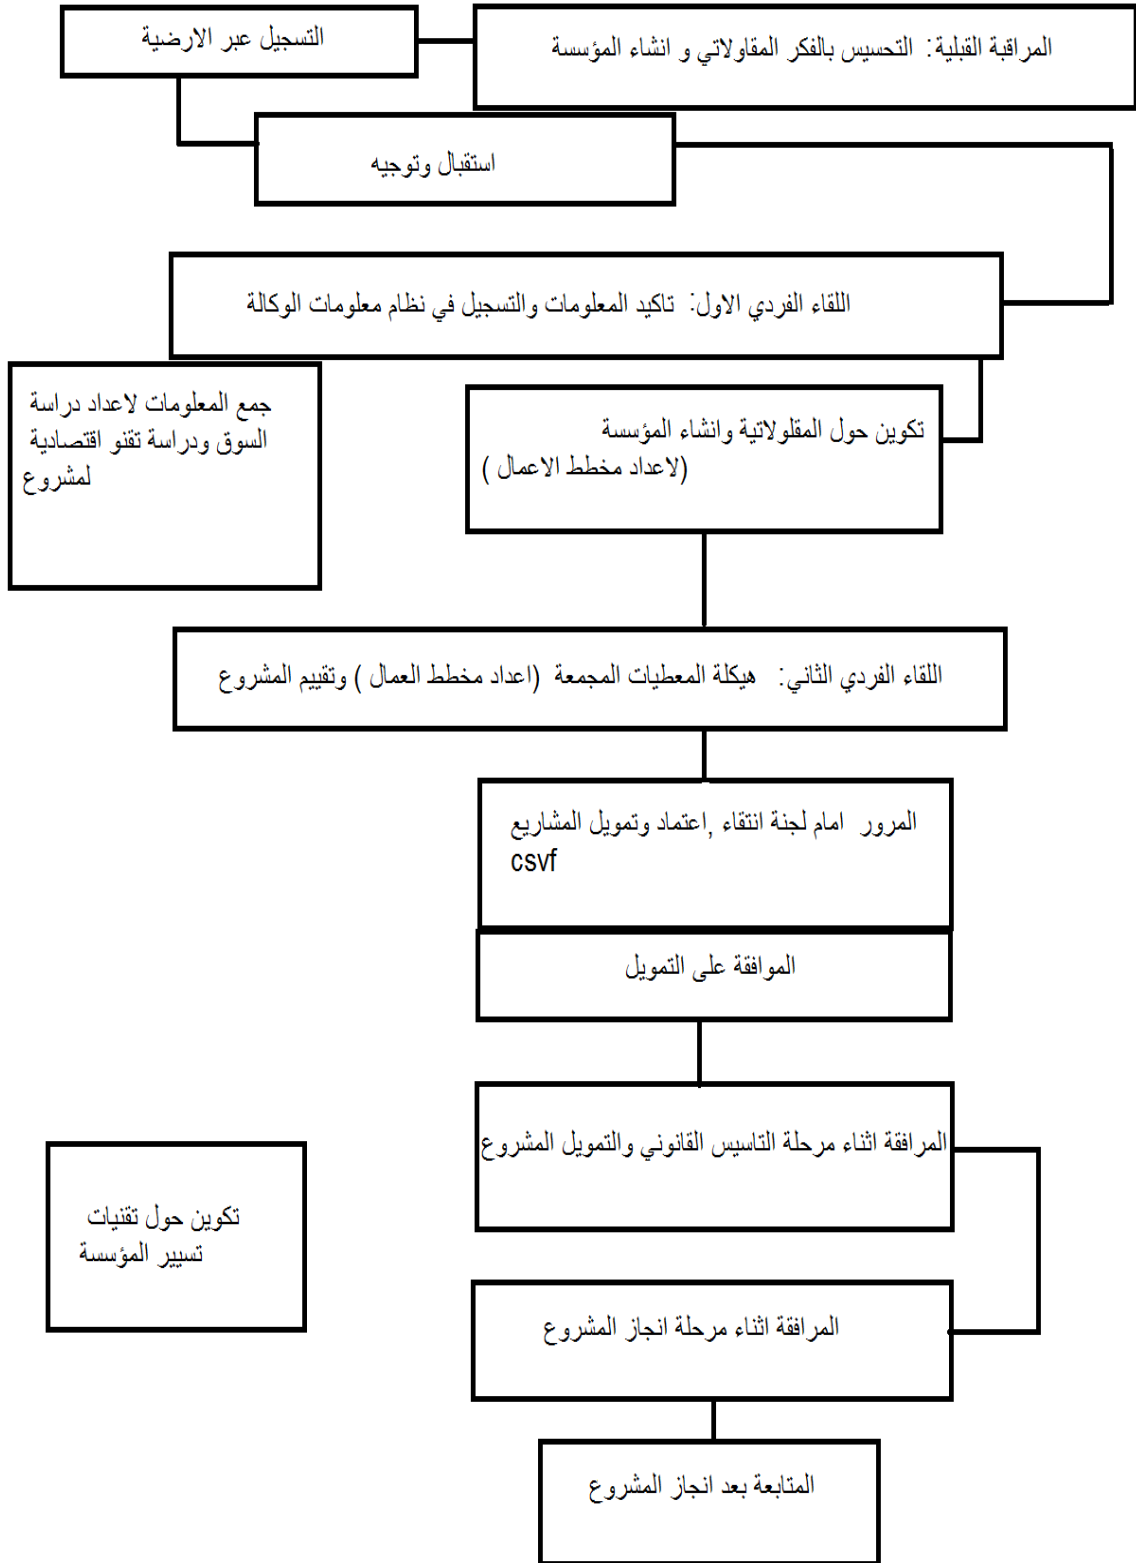 المراقبة القبلية: التحسيس بالفكر المقاولاتي و انشاء المؤسسة
التسجيل عبر الارضية
استقبال وتوجيه
اللقاء الفردي الاول: تاكيد المعلومات والتسجيل في نظام معلومات الوكالة
تكوين حول المقلولاتية وانشاء المؤسسة
(لاعداد مخطط الاعمال )
جمع المعلومات لاعداد دراسة
السوق ودراسة تقنو اقتصادية
لمشروع
اللقاء الفردي الثاني: هيكلة المعطيات المجمعة (اعداد مخطط العمال ) وتقييم المشروع
المرور امام لجنة انتقاء ,اعتماد وتمويل المشاريع
csvf
الموافقة على التمويل
المرافقة اثناء مرحلة التاسيس القانوني والتمويل المشروع
تكوين حول تقنيات
تسيير المؤسسة
المرافقة اثناء مرحلة انجاز المشروع
المتابعة بعد انجاز المشروع